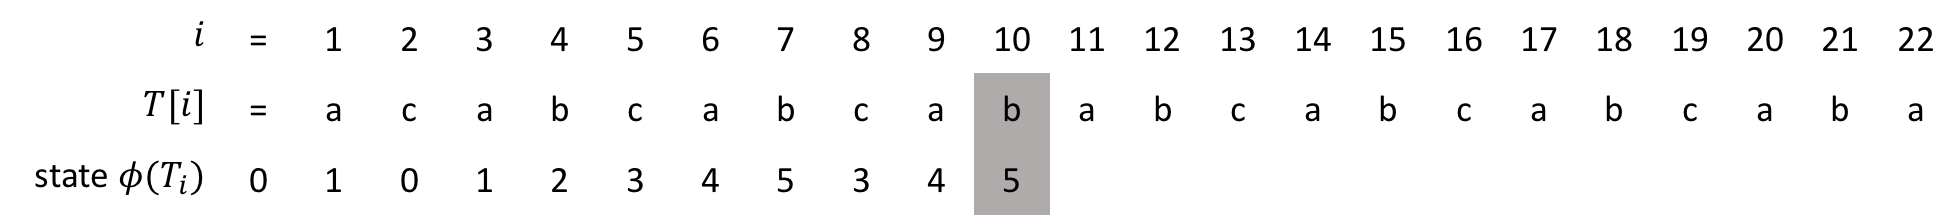 i = 1 2 3 4 5 6 7 8 9 10 11 12 13 14 15 16 17 18 19 20 21 22
T[i] = a c a b c a b c a b a b c a b c a b c a b a
state ϕ(Tᵢ) 0 1 0 1 2 3 4 5 3 4 5